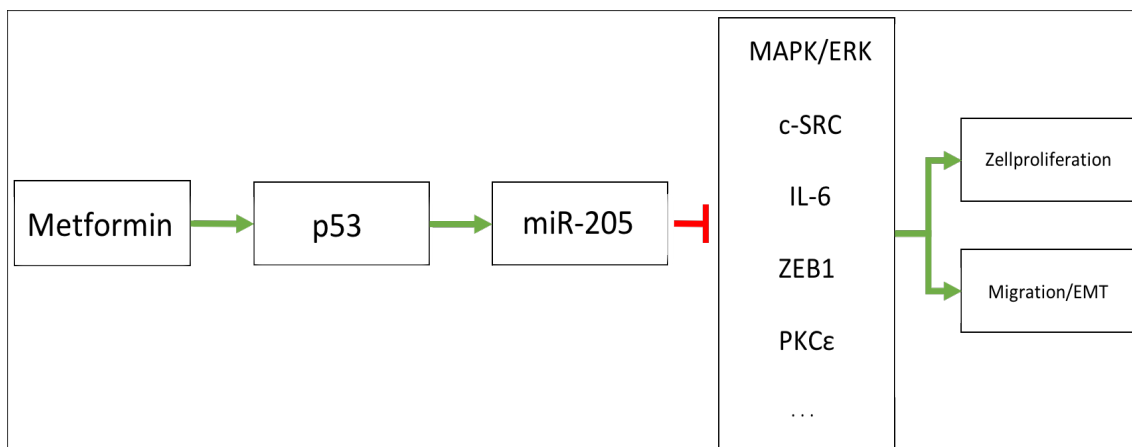 Metformin
p53
miR-205
MAPK/ERK
c-SRC
IL-6
ZEB1
PKCε
...
Zellproliferation
Migration/EMT